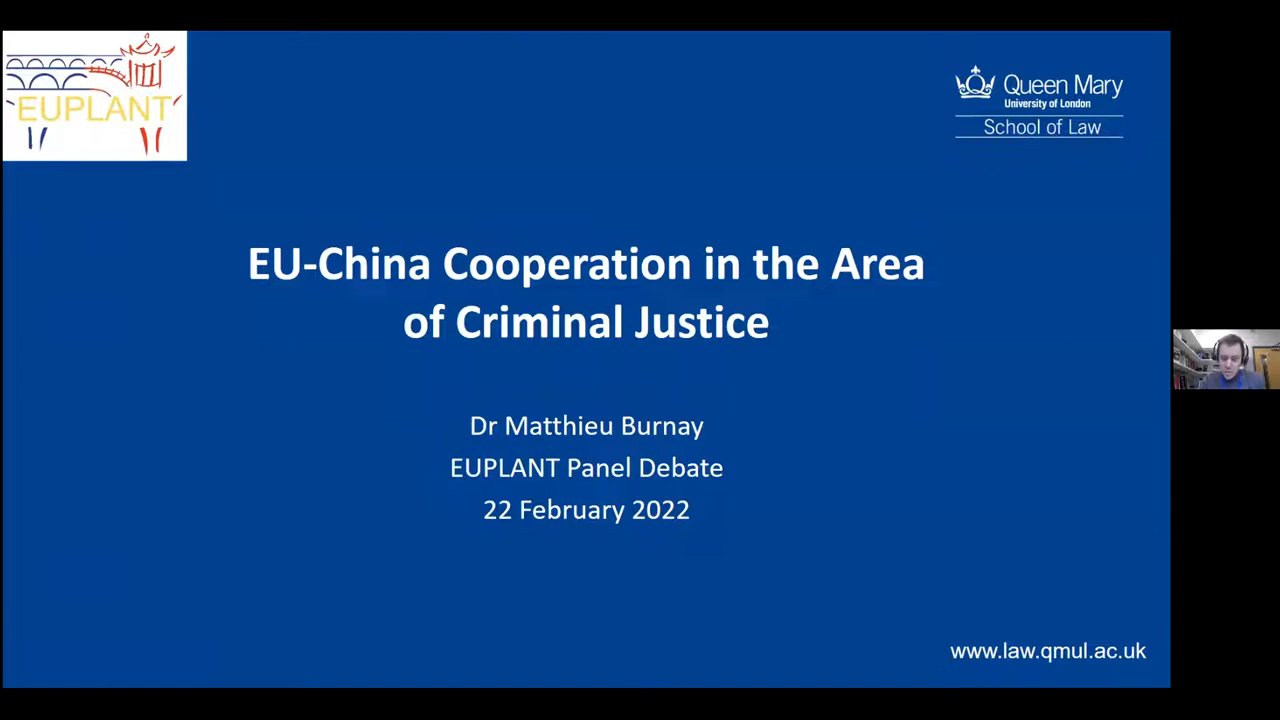 EUPLANT
Queen Mary
University of London
School of Law
EU-China Cooperation in the Area
of Criminal Justice
Dr Matthieu Burnay
EUPLANT Panel Debate
22 February 2022
www.law.qmul.ac.uk